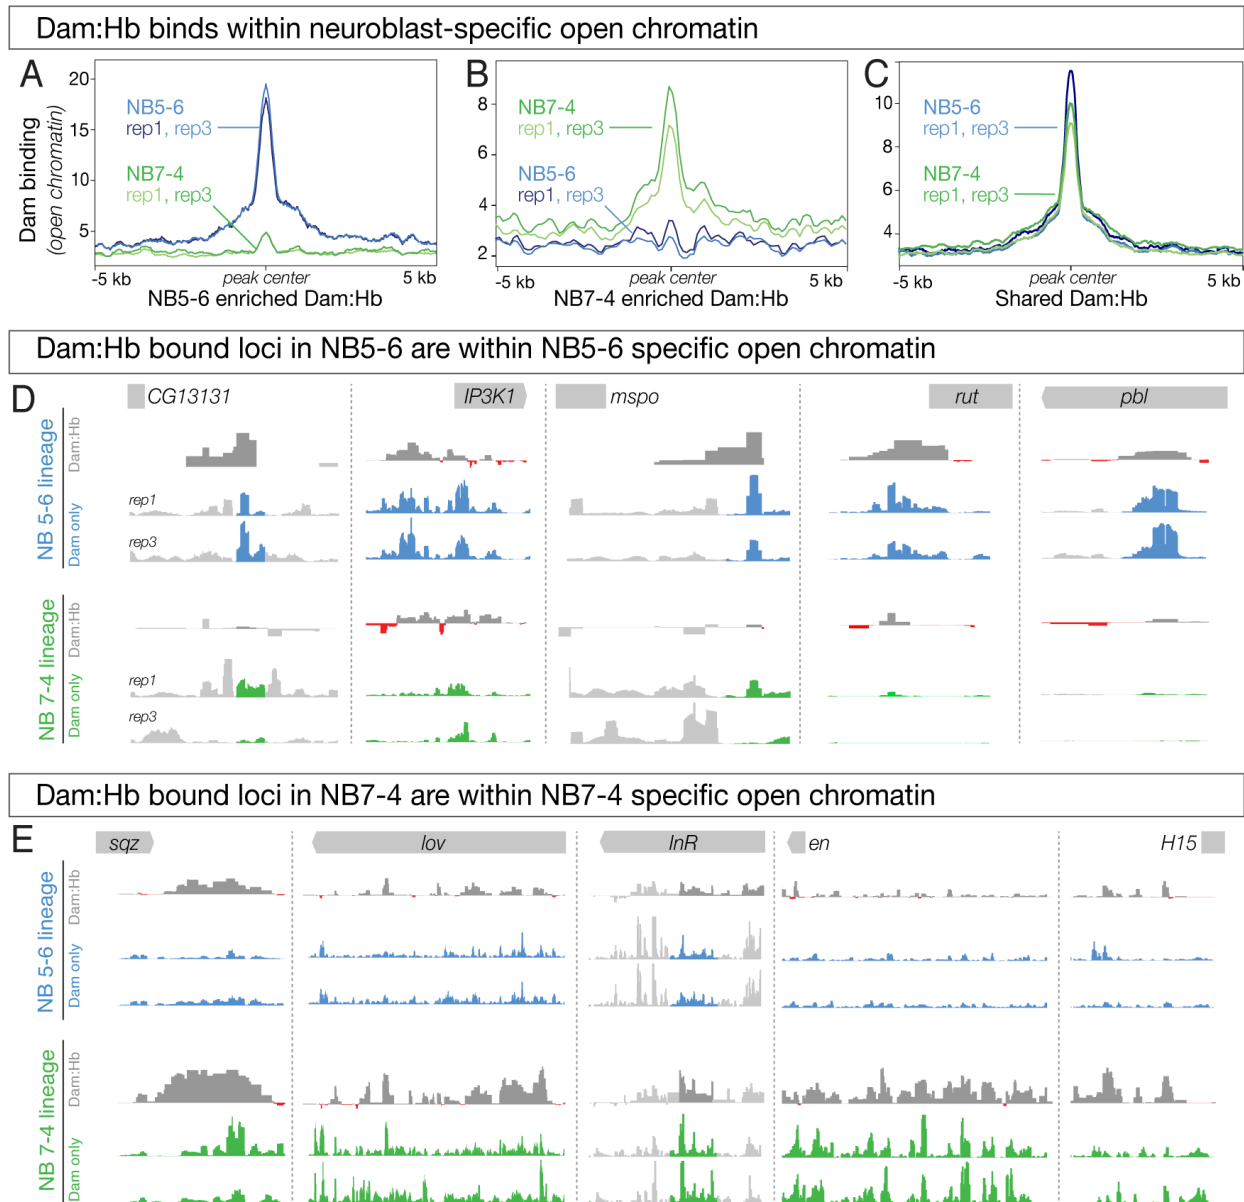 Dam:Hb binds within neuroblast-specific open chromatin
A
B
C
Dam binding
(open chromatin)
20
15
10
5
NB5-6
rep1, rep3
NB7-4
rep1, rep3
-5 kb
peak center
5 kb
NB5-6 enriched Dam:Hb
8
6
4
2
NB7-4
rep1, rep3
NB5-6
rep1, rep3
-5 kb
peak center
5 kb
NB7-4 enriched Dam:Hb
10
8
6
4
NB5-6
rep1, rep3
NB7-4
rep1, rep3
-5 kb
peak center
5 kb
Shared Dam:Hb
Dam:Hb bound loci in NB5-6 are within NB5-6 specific open chromatin
D
CG13131
IP3K1
mspo
rut
pbl
NB 5-6 lineage
Dam:Hb
Dam only
rep1
rep3
NB 7-4 lineage
Dam:Hb
Dam only
rep1
rep3
Dam:Hb bound loci in NB7-4 are within NB7-4 specific open chromatin
E
sqz
lov
InR
en
H15
NB 5-6 lineage
Dam:Hb
Dam only
NB 7-4 lineage
Dam:Hb
Dam only